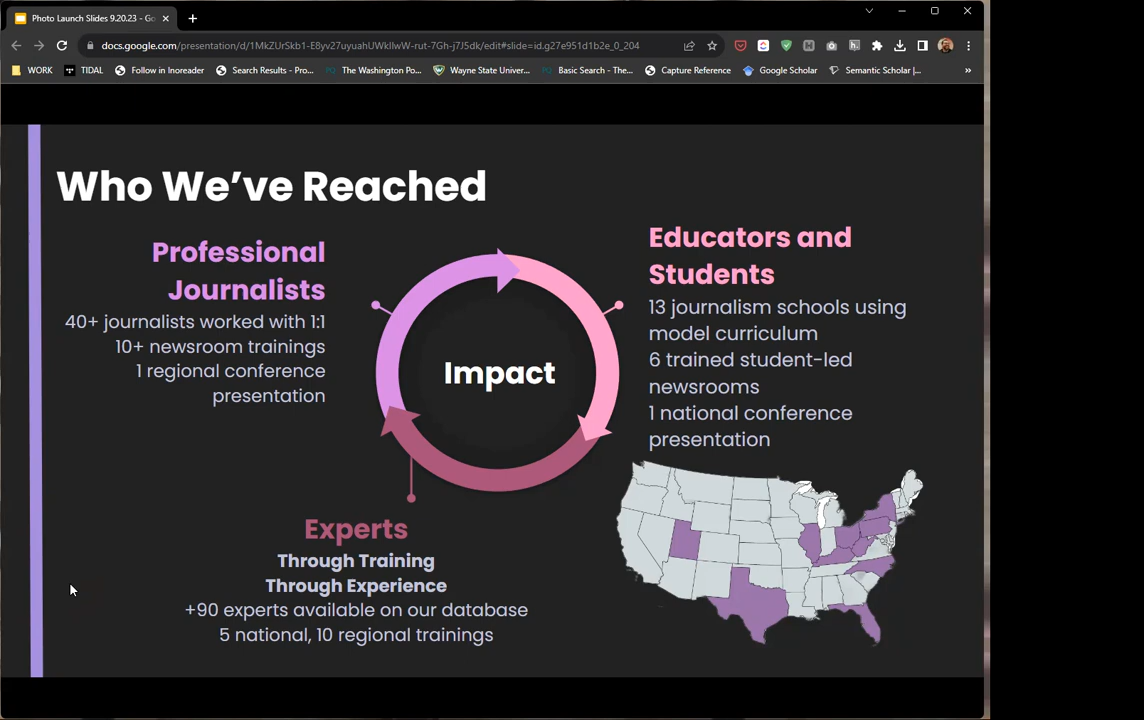 Photo Launch Slides 9.20.23 - Go
docs.google.com/presentation/d/1MkZUrSkb1-E8yv27uyuahUWkIlwW-rut-7Gh-j7J5dk/edit#slide=id.g27e951d1b2e_0_204
WORK
TIDAL
Follow in Inoreader
Search Results - Pro...
The Washington Po...
Wayne State Univer...
Basic Search - The...
Capture Reference
Google Scholar
Semantic Scholar |...
»
Who We've Reached
Professional
Journalists
40+ journalists worked with 1:1
10+ newsroom trainings
1 regional conference
presentation
Impact
Educators and
Students
13 journalism schools using
model curriculum
6 trained student-led
newsrooms
1 national conference
presentation
Experts
Through Training
Through Experience
+90 experts available on our database
5 national, 10 regional trainings